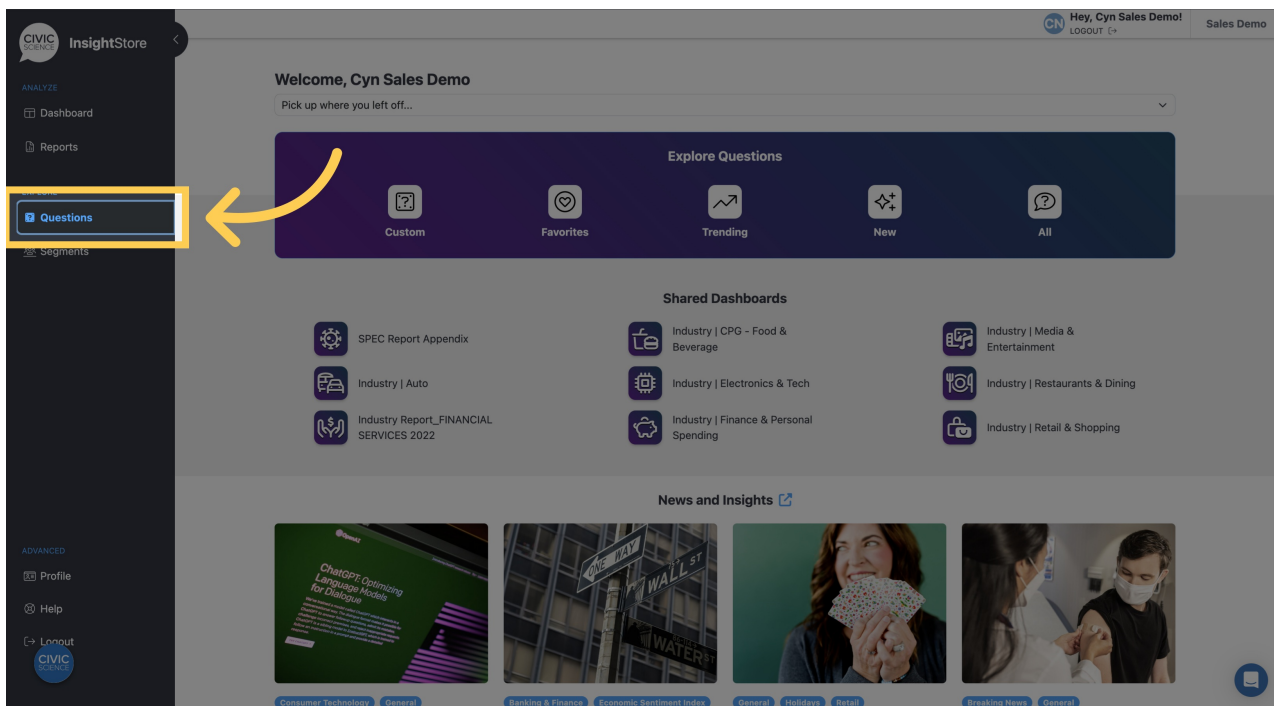 CIVIC
SCIENCE
InsightStore
Hey, Cyn Sales Demo!
LOGOUT
CN
Sales Demo
ANALYZE
Dashboard
Reports
Questions
Segments
ADVANCED
Profile
Help
Logout
CIVIC
SCIENCE
Welcome, Cyn Sales Demo
Pick up where you left off...
Explore Questions
Custom
Favorites
Trending
New
All
Shared Dashboards
SPEC Report Appendix
Industry | CPG - Food &
Beverage
Industry | Media &
Entertainment
Industry | Auto
Industry | Electronics & Tech
Industry | Restaurants & Dining
Industry Report_FINANCIAL
SERVICES 2022
Industry | Finance & Personal
Spending
Industry | Retail & Shopping
News and Insights
OpenAI
ChatGPT: Optimizing
Language Models
for Dialogue
ONE WAY
WALL ST
WATER ST
Consumer Technology
General
Banking & Finance
Economic Sentiment Index
General
Holidays
Retail
Breaking News
General